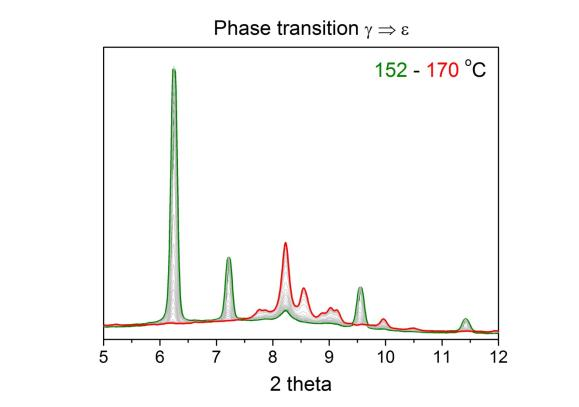 Phase transition γ ⇒ ε
152 - 170 °C
5 6 7 8 9 10 11 12
2 theta